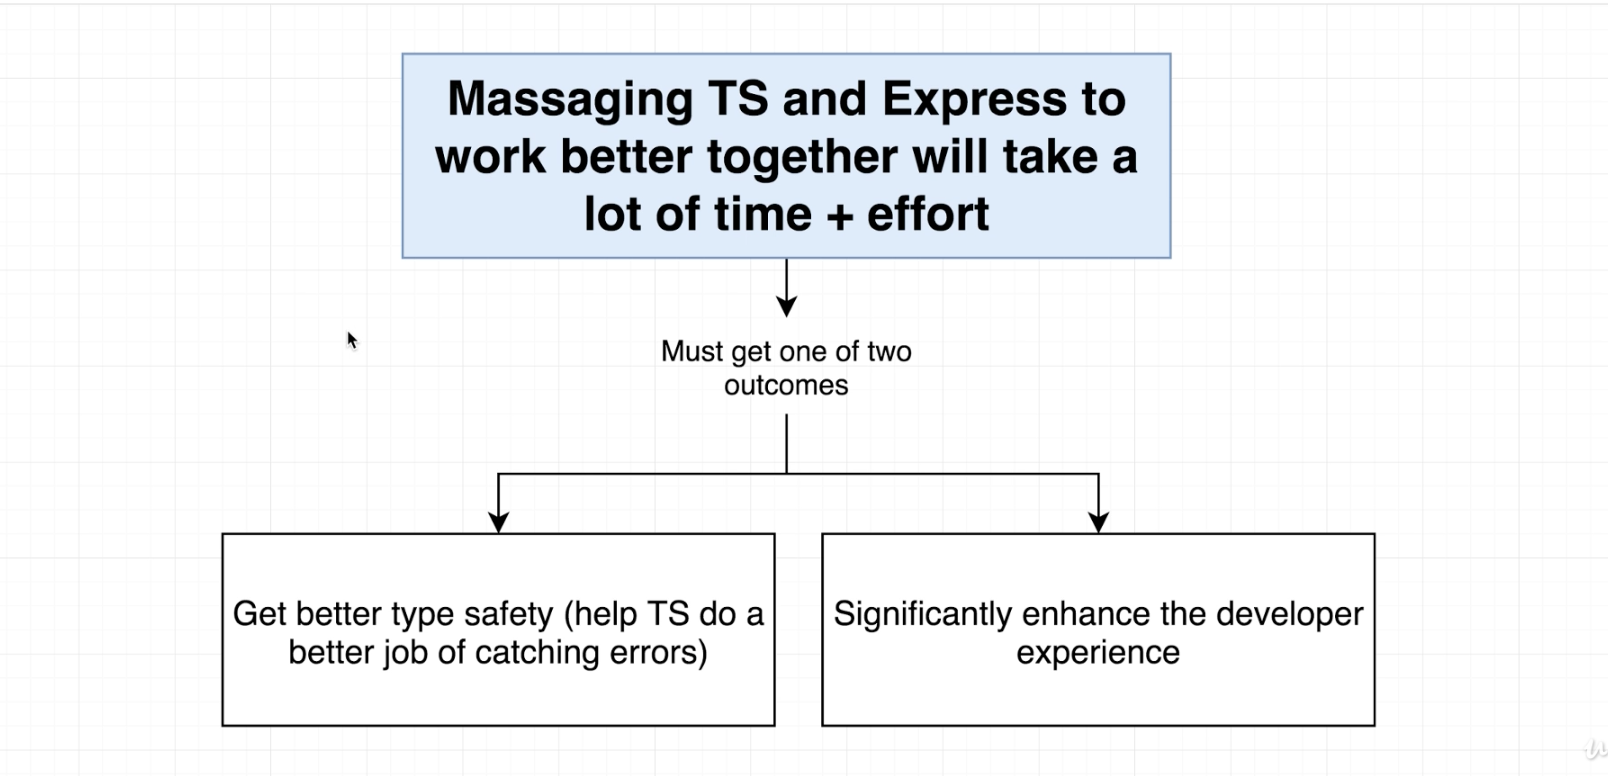 Massaging TS and Express to
work better together will take a
lot of time + effort
Must get one of two
outcomes
Get better type safety (help TS do a
better job of catching errors)
Significantly enhance the developer
experience